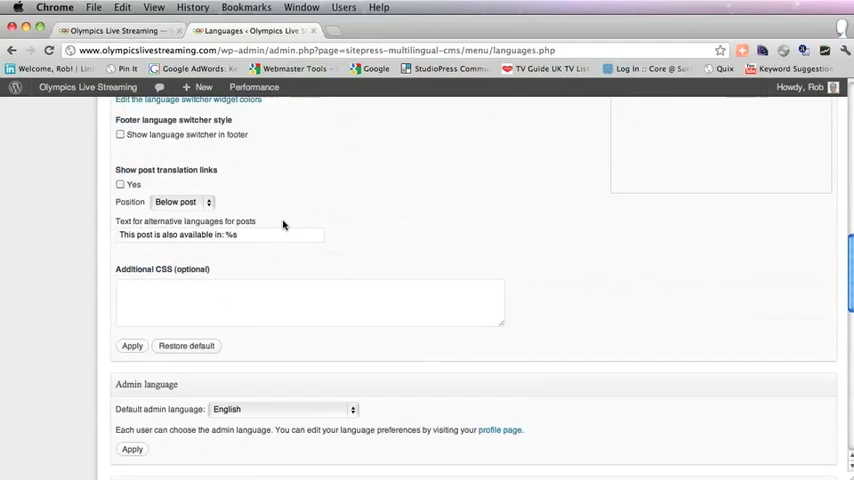 Chrome File Edit View History Bookmarks Window Users Help
Olympics Live Streaming — Languages ‹ Olympics Live S
www.olympicslivestreaming.com/wp-admin/admin.php?page=sitepress-multilingual-cms/menu/languages.php
Welcome, Rob! | Lin Pin It Google AdWords: Webmaster Tools - Google StudioPress Commu TV Guide UK TV List Log In :: Core @ Sur Quix Keyword Suggestion
Olympics Live Streaming + New Performance Howdy, Rob
Edit the language switcher widget colors
Footer language switcher style
Show language switcher in footer
Show post translation links
Yes
Position Below post
Text for alternative languages for posts
This post is also available in: %s
Additional CSS (optional)
Apply Restore default
Admin language
Default admin language: English
Each user can choose the admin language. You can edit your language preferences by visiting your profile page.
Apply